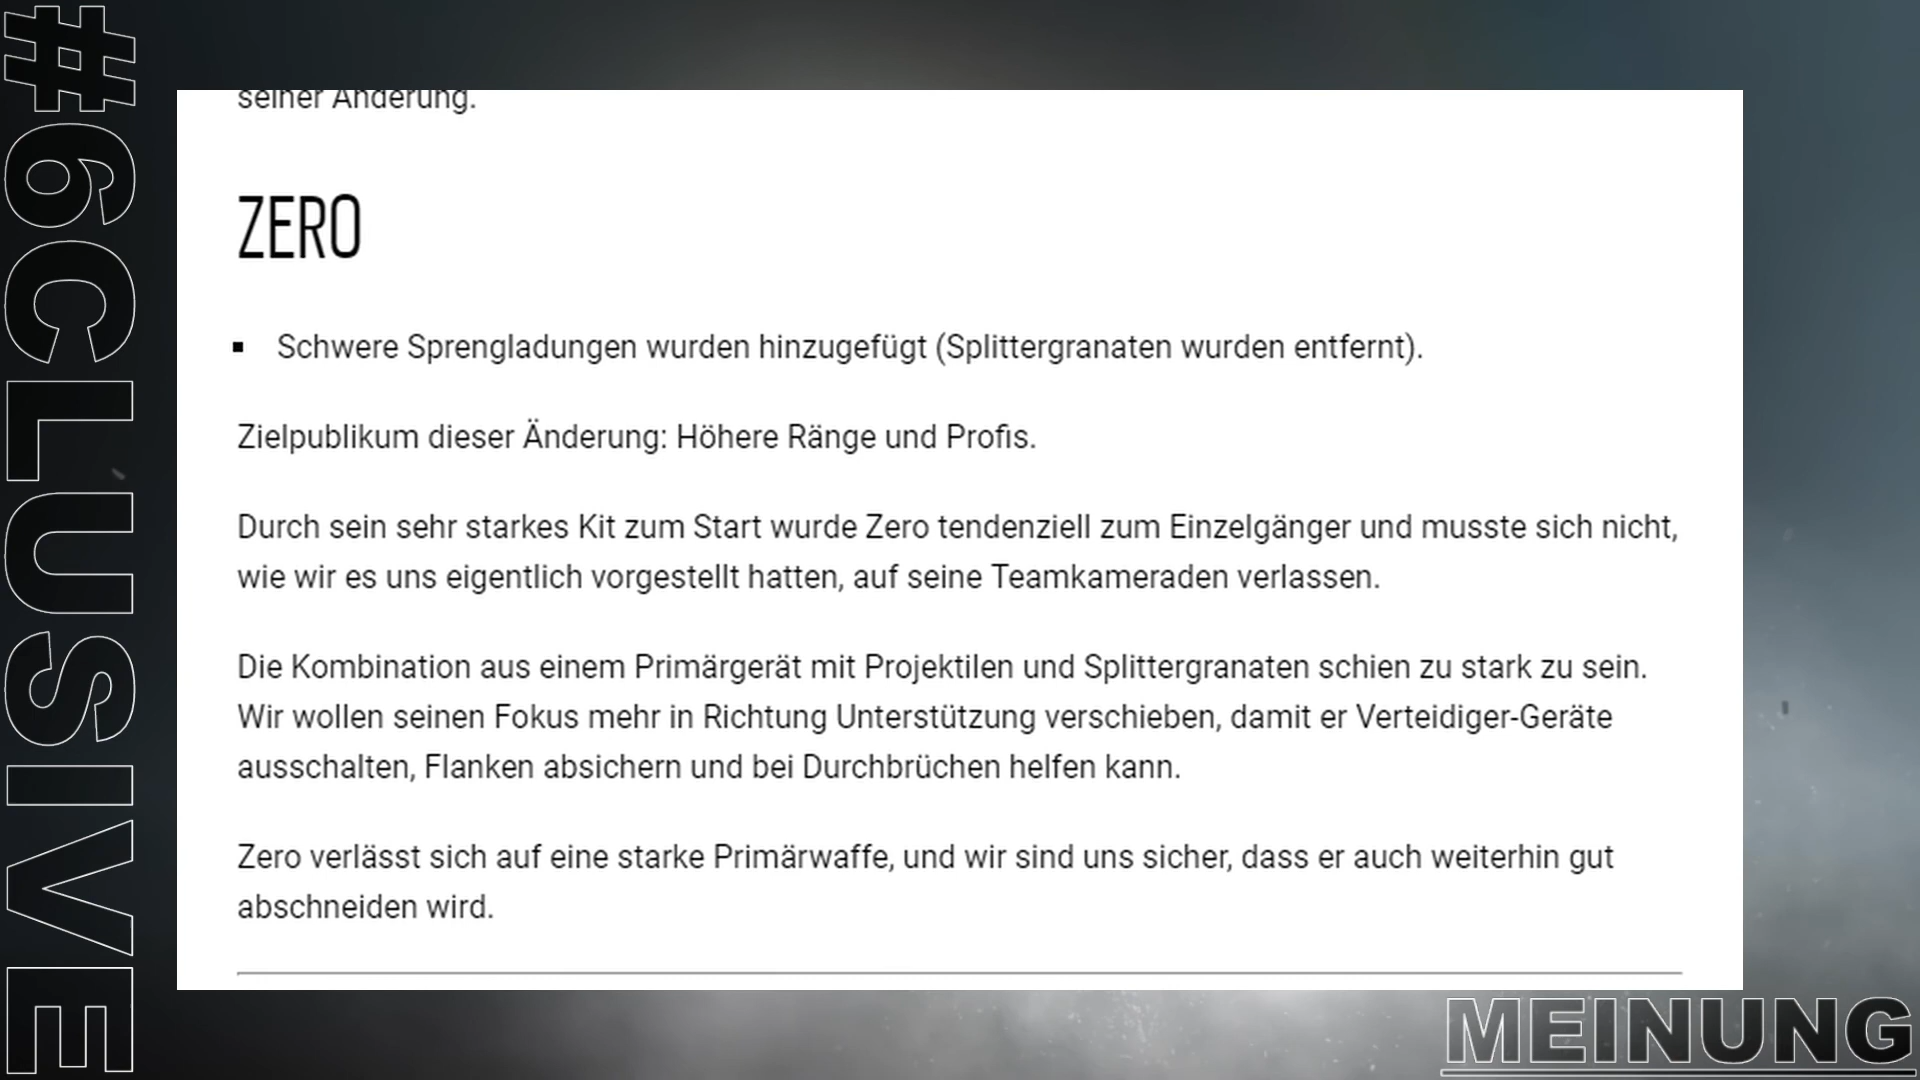 #6CLUSIVE
seiner Änderung.
ZERO
▪ Schwere Sprengladungen wurden hinzugefügt (Splittergranaten wurden entfernt).
Zielpublikum dieser Änderung: Höhere Ränge und Profis.
Durch sein sehr starkes Kit zum Start wurde Zero tendenziell zum Einzelgänger und musste sich nicht,
wie wir es uns eigentlich vorgestellt hatten, auf seine Teamkameraden verlassen.
Die Kombination aus einem Primärgerät mit Projektilen und Splittergranaten schien zu stark zu sein.
Wir wollen seinen Fokus mehr in Richtung Unterstützung verschieben, damit er Verteidiger-Geräte
ausschalten, Flanken absichern und bei Durchbrüchen helfen kann.
Zero verlässt sich auf eine starke Primärwaffe, und wir sind uns sicher, dass er auch weiterhin gut
abschneiden wird.
MEINUNG